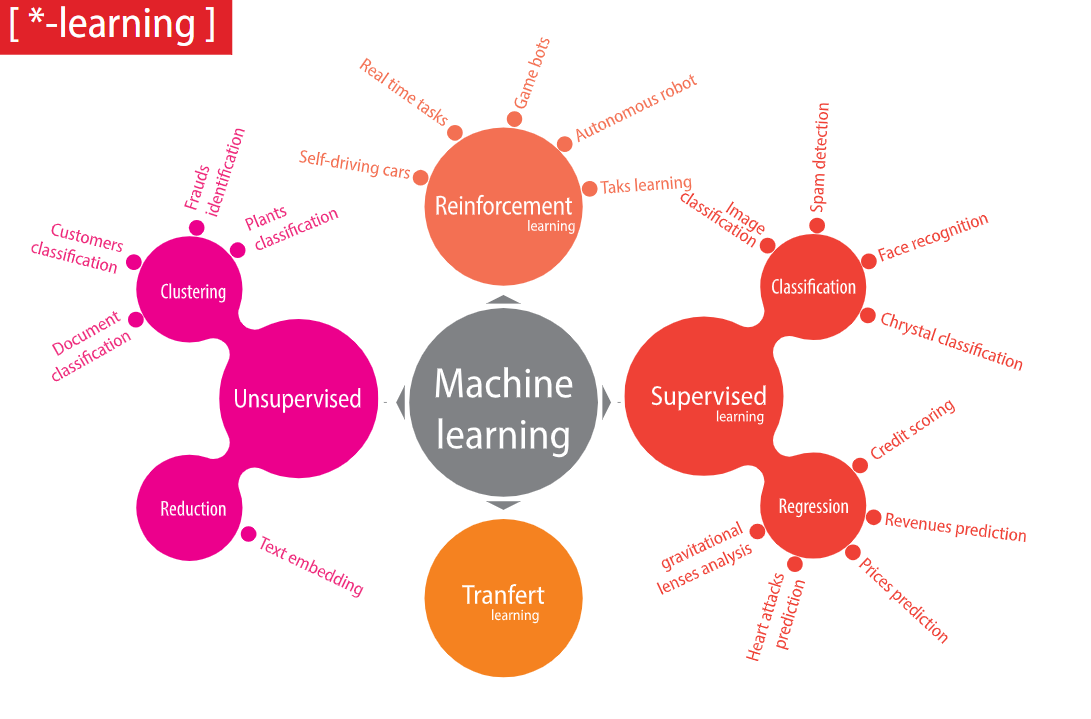 [ *-learning ]
Real time tasks
Game bots
Autonomous robot
Self-driving cars
Taks learning
Reinforcement
learning
Frauds
identification
Plants
classification
Customers
classification
Document
classification
Clustering
Unsupervised
Reduction
Text embedding
Machine
learning
Tranfert
learning
Supervised
learning
Image
classification
Spam detection
Face recognition
Chrystal classification
Classification
Credit scoring
Revenues prediction
Prices prediction
Heart attacks
prediction
gravitational
lenses analysis
Regression